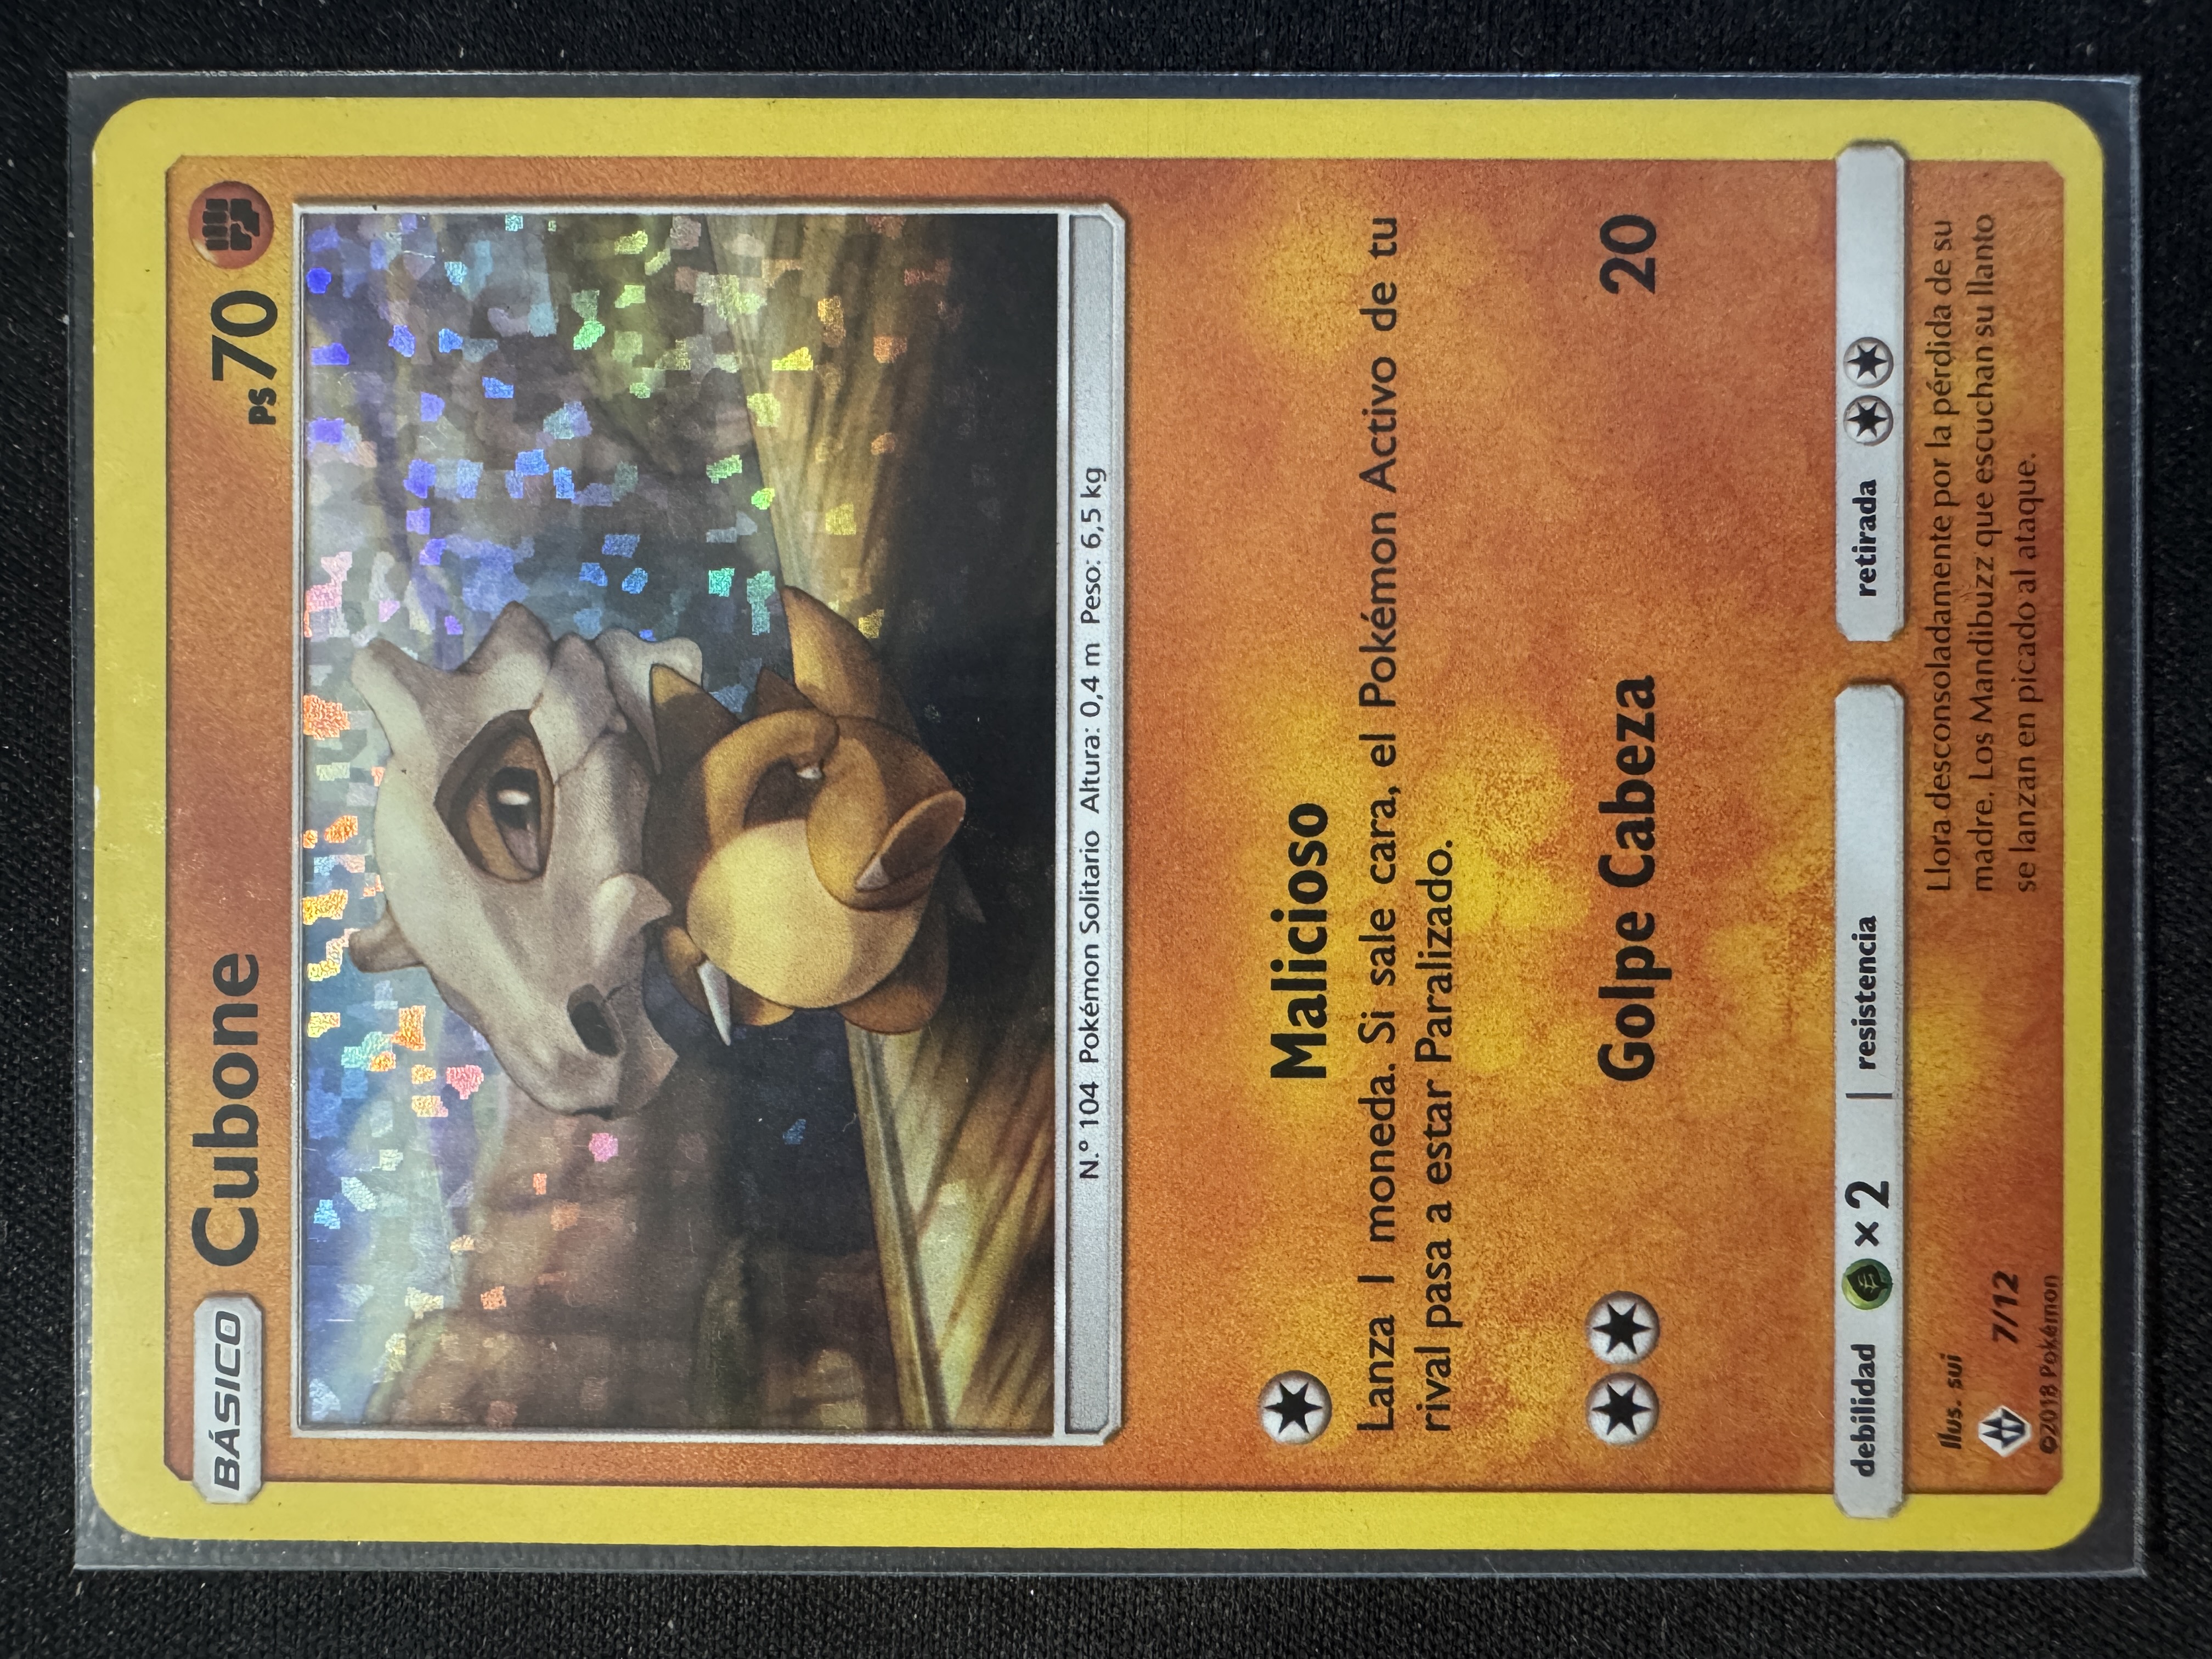 BÁSICO Cubone PS70
N.º 104 Pokémon Solitario Altura: 0,4 m Peso: 6,5 kg
Malicioso
Lanza 1 moneda. Si sale cara, el Pokémon Activo de tu
rival pasa a estar Paralizado.
Golpe Cabeza 20
debilidad ×2 | resistencia retirada
Ilus. sui
7/12
©2018 Pokémon
Llora desconsoladamente por la pérdida de su
madre. Los Mandibuzz que escuchan su llanto
se lanzan en picado al ataque.